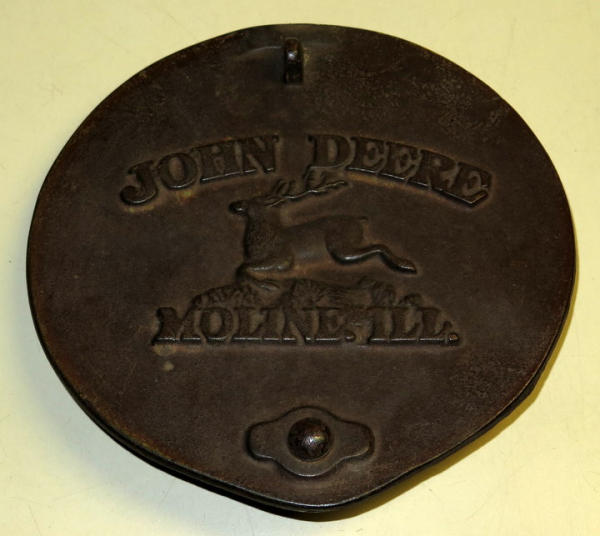 JOHN DEERE
MOLINE, ILL.